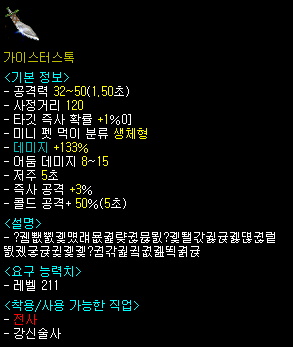 가이스터스톡
<기본 정보>
- 공격력 32~50(1,50초)
- 사정거리 120
- 타깃 즉사 확률 +1%0]
- 미니 펫 먹이 분류 생체형
- 데미지 +133%
- 어둠 데미지 8~15
- 저주 5초
- 즉사 공격 +3%
- 콜드 공격+ 50%(5초)
<설명>
<요구 능력치>
- 레벨 211
<착용/사용 가능한 직업>
- 전사
- 강신술사